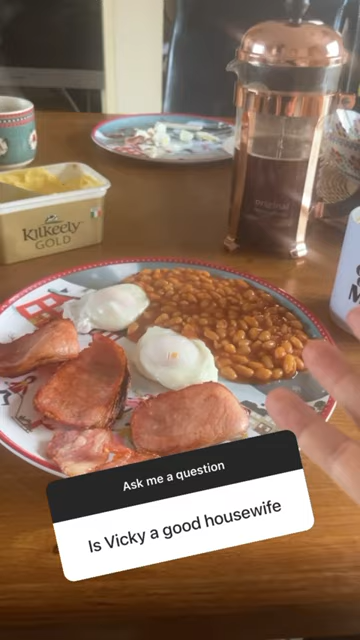 original
Kilkeely
GOLD
Ask me a question
Is Vicky a good housewife